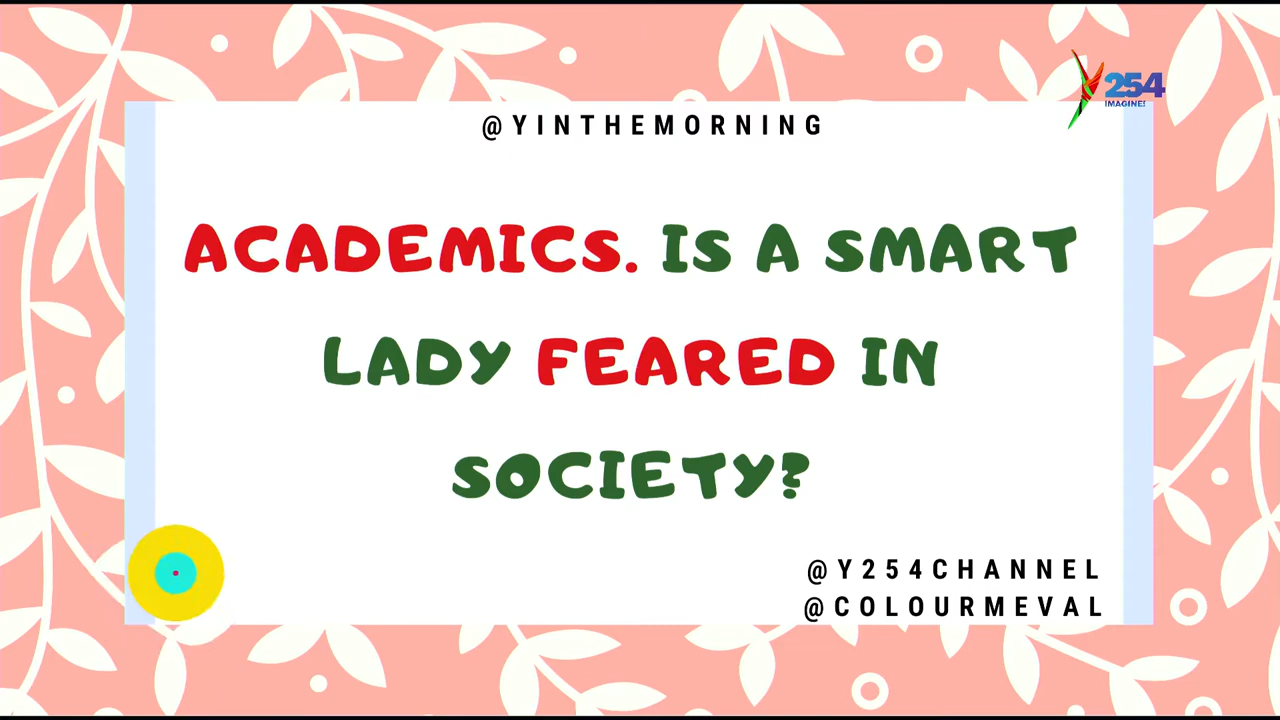 254
IMAGINE!
@YINTHEMORNING
ACADEMICS. IS A SMART
LADY FEARED IN
SOCIETY?
@Y254CHANNEL
@COLOURMEVAL